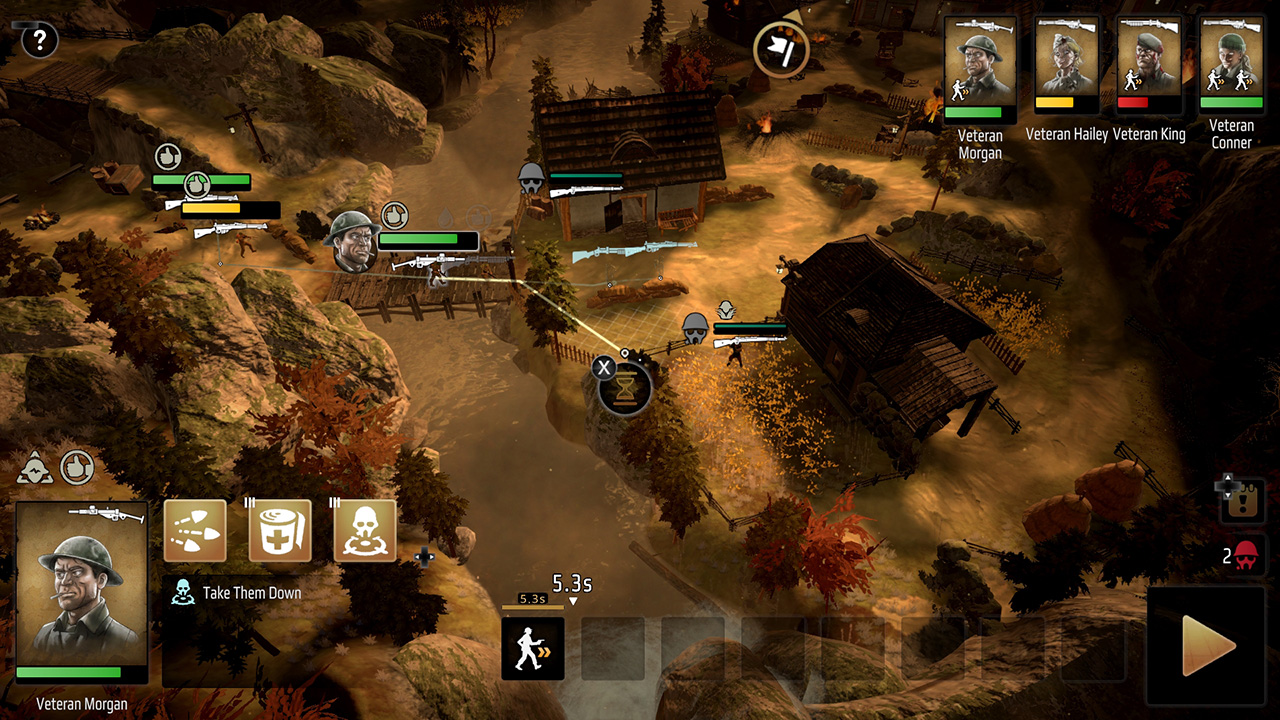 ?
Veteran
Morgan
Veteran Hailey
Veteran King
Veteran
Conner
X
Take Them Down
5.3s
5.3s
2
Veteran Morgan